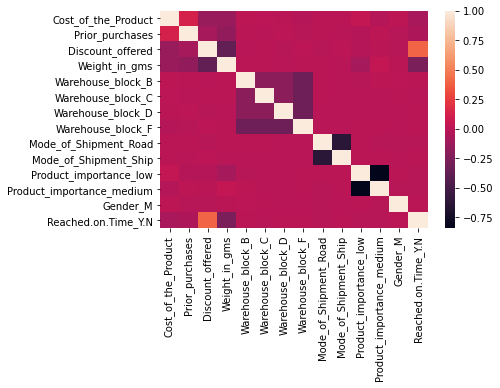 Cost_of_the_Product
Prior_purchases
Discount_offered
Weight_in_gms
Warehouse_block_B
Warehouse_block_C
Warehouse_block_D
Warehouse_block_F
Mode_of_Shipment_Road
Mode_of_Shipment_Ship
Product_importance_low
Product_importance_medium
Gender_M
Reached.on.Time_Y.N
Cost_of_the_Product
Prior_purchases
Discount_offered
Weight_in_gms
Warehouse_block_B
Warehouse_block_C
Warehouse_block_D
Warehouse_block_F
Mode_of_Shipment_Road
Mode_of_Shipment_Ship
Product_importance_low
Product_importance_medium
Gender_M
Reached.on.Time_Y.N
1.00
0.75
0.50
0.25
0.00
−0.25
−0.50
−0.75